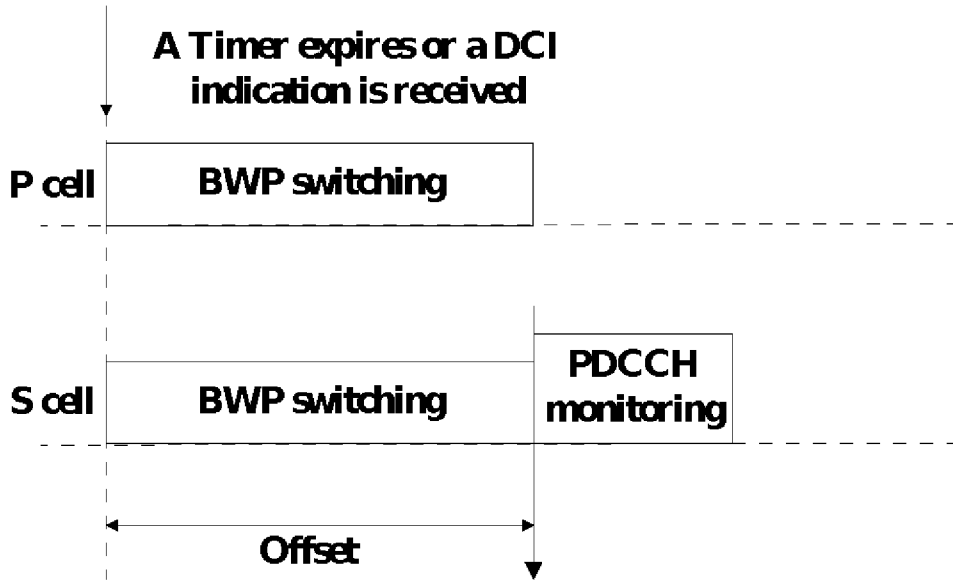 A Timer expires or a DCI
indication is received
P cell
BWP switching
S cell
BWP switching
PDCCH
monitoring
Offset